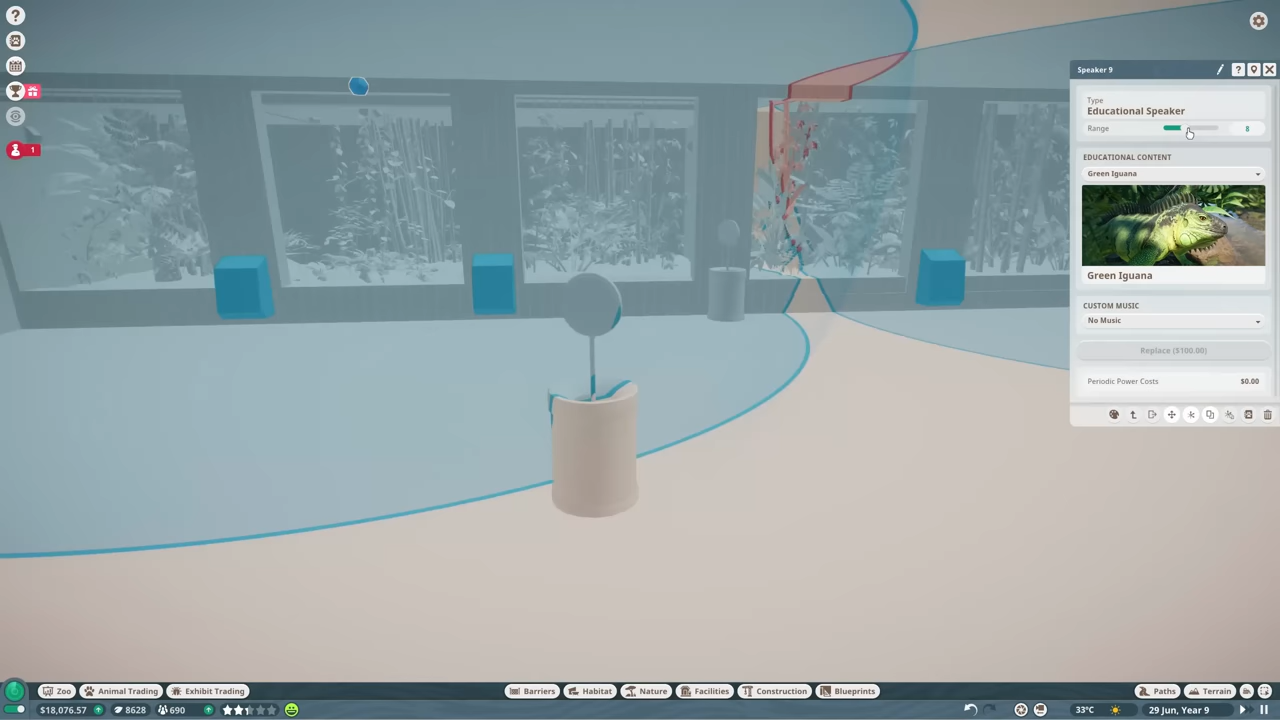 ?
1
Speaker 9
?
Type
Educational Speaker
Range 8
EDUCATIONAL CONTENT
Green Iguana
Green Iguana
CUSTOM MUSIC
No Music
Replace ($100.00)
Periodic Power Costs $0.00
Zoo Animal Trading Exhibit Trading Barriers Habitat Nature Facilities Construction Blueprints Paths Terrain
$18,076.57 8628 690 33°C 29 Jun, Year 9